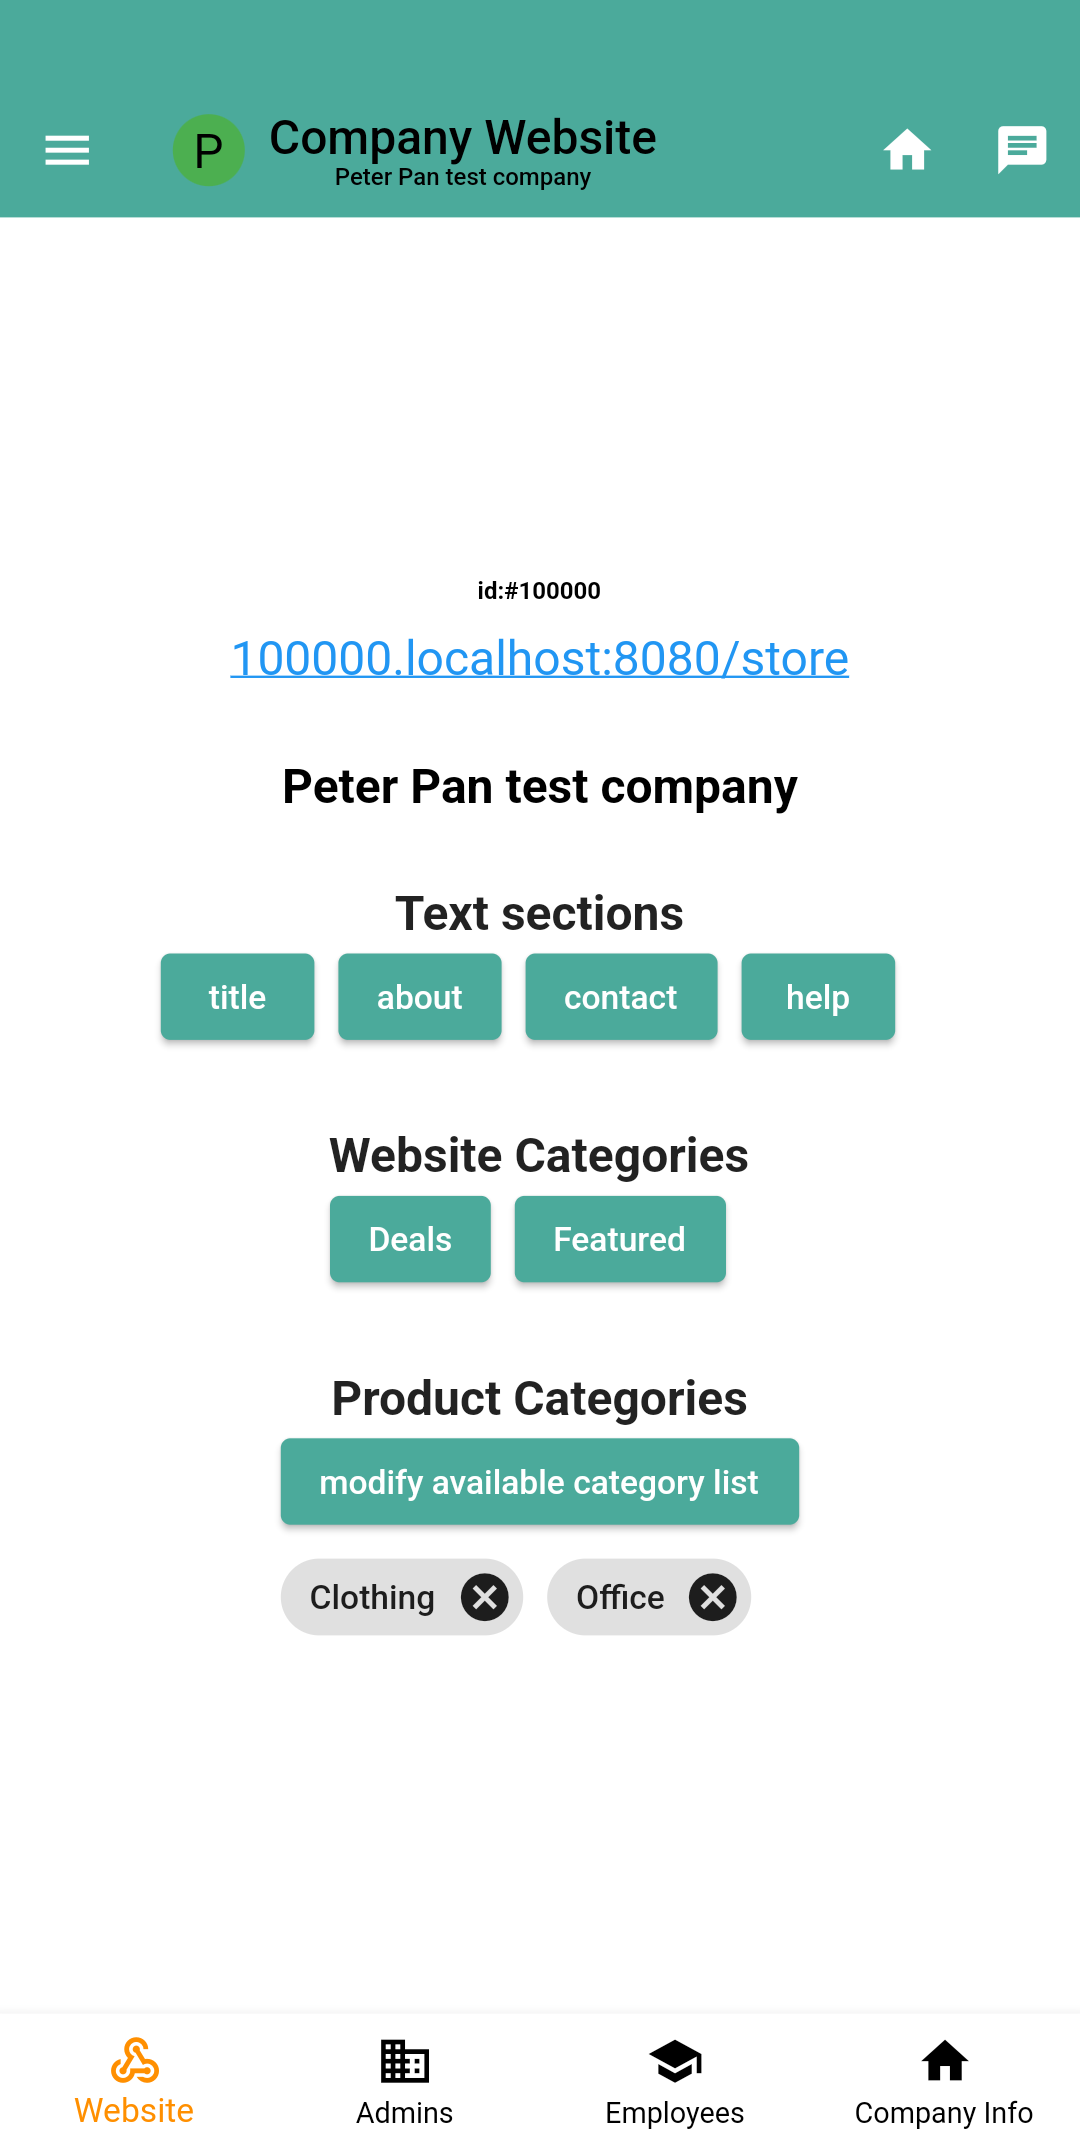 P
Company Website
Peter Pan test company
id:#100000
100000.localhost:8080/store
Peter Pan test company
Text sections
title about contact help
Website Categories
Deals Featured
Product Categories
modify available category list
Clothing Office
Website Admins Employees Company Info